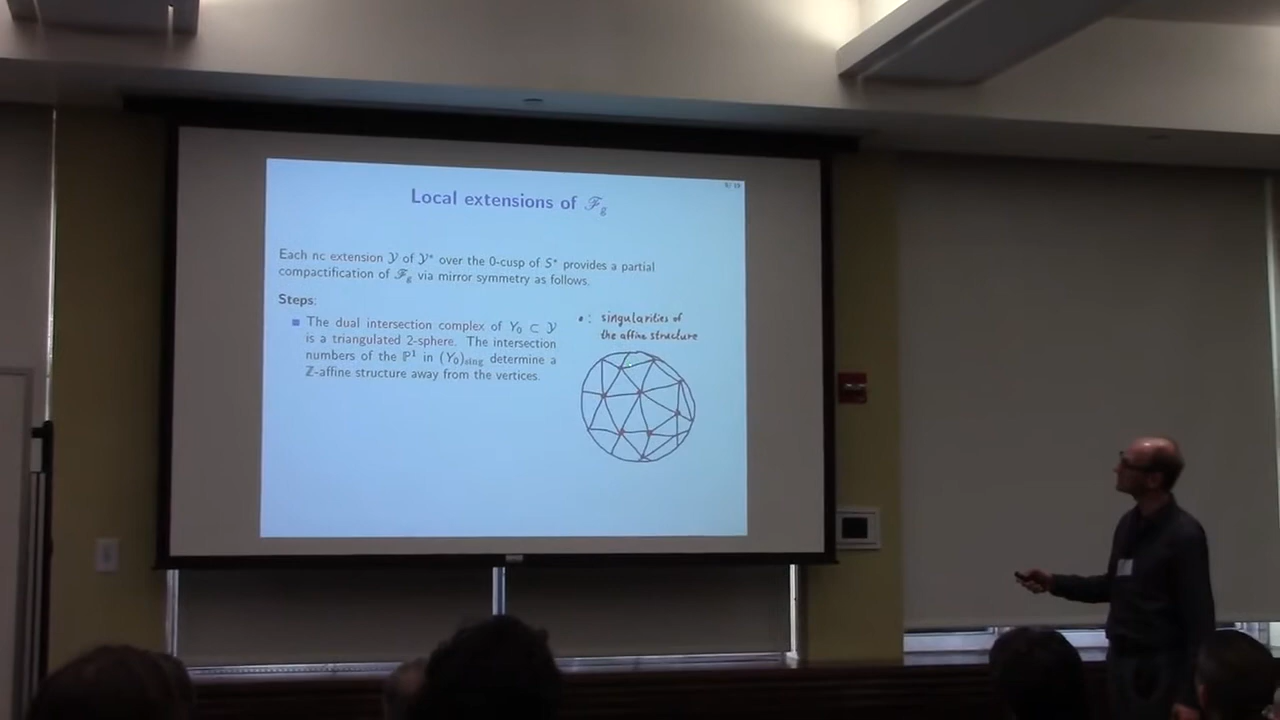 9/ 19
Local extensions of ℱg
Each nc extension 𝒴 of 𝒴* over the 0-cusp of S* provides a partial
compactification of ℱg via mirror symmetry as follows.
Steps:
The dual intersection complex of Y0 ⊂ 𝒴
is a triangulated 2-sphere. The intersection
numbers of the ℙ1 in (Y0)sing determine a
ℤ-affine structure away from the vertices.
• : singularities of
the affine structure